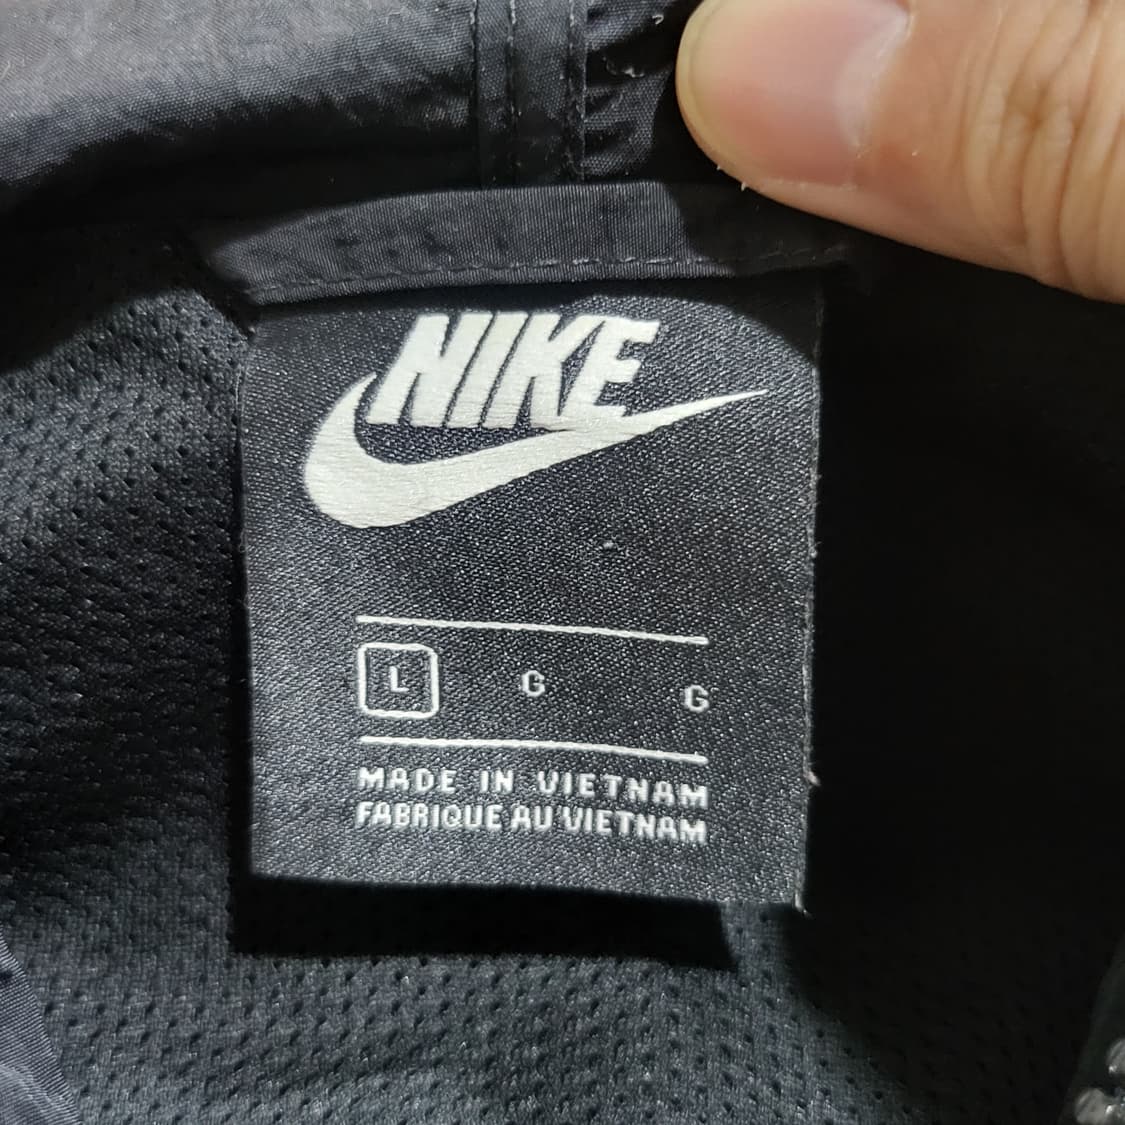 NIKE
L G G
MADE IN VIETNAM
FABRIQUE AU VIETNAM